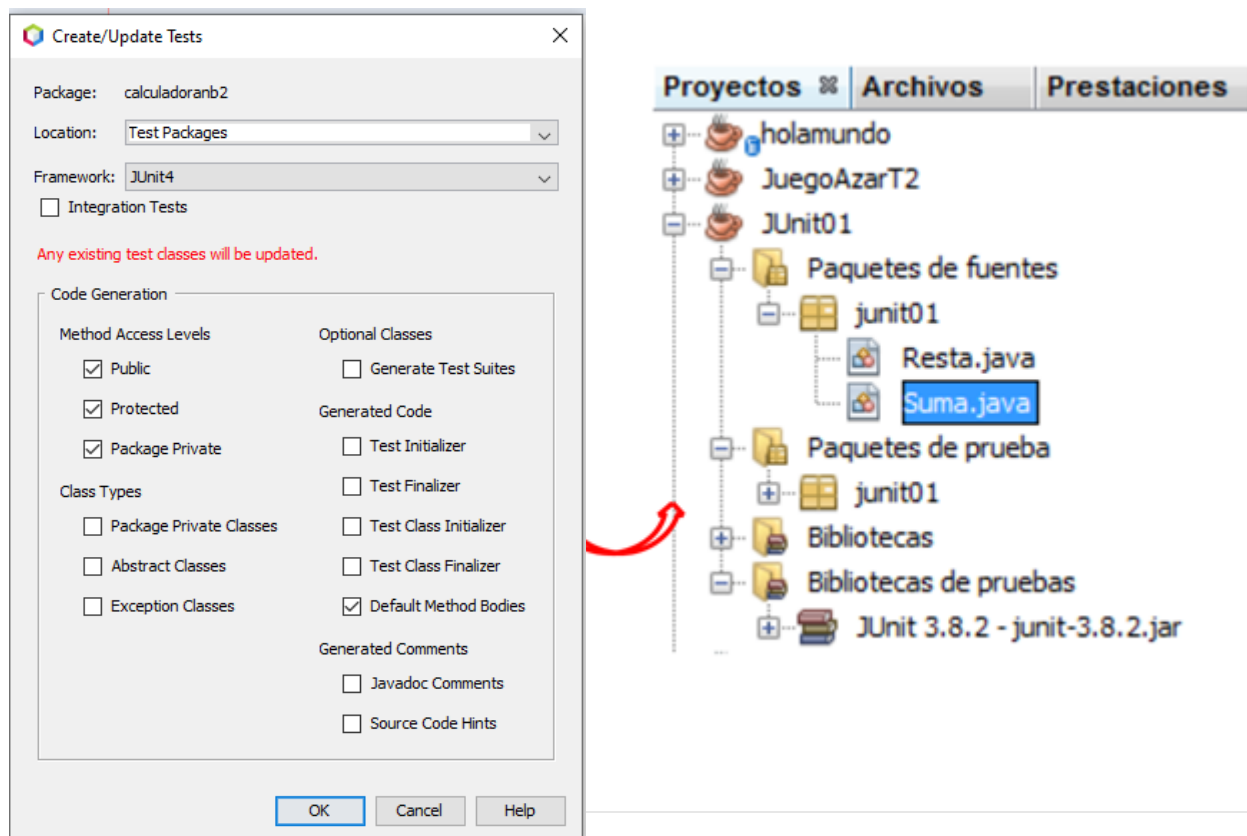 Create/Update Tests
Package: calculadoranb2
Location: Test Packages
Framework: JUnit4
Integration Tests
Any existing test classes will be updated.
Code Generation
Method Access Levels
Public
Protected
Package Private
Class Types
Package Private Classes
Abstract Classes
Exception Classes
Optional Classes
Generate Test Suites
Generated Code
Test Initializer
Test Finalizer
Test Class Initializer
Test Class Finalizer
Default Method Bodies
Generated Comments
Javadoc Comments
Source Code Hints
OK Cancel Help
Proyectos Archivos Prestaciones
holamundo
JuegoAzarT2
JUnit01
Paquetes de fuentes
junit01
Resta.java
Suma.java
Paquetes de prueba
junit01
Bibliotecas
Bibliotecas de pruebas
JUnit 3.8.2 - junit-3.8.2.jar